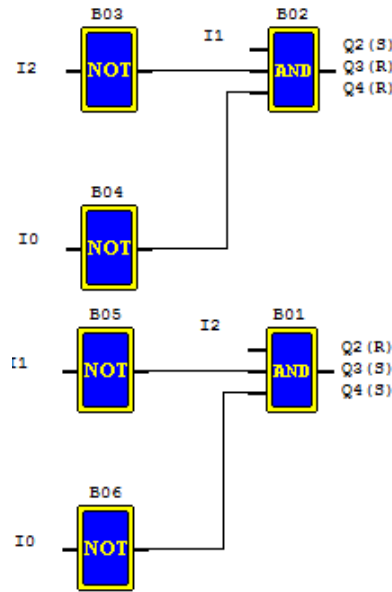 B03 B02
I1
Q2(S)
I2 NOT AND Q3(R)
Q4(R)
B04
I0 NOT
B05 B01
I2
Q2(R)
I1 NOT AND Q3(S)
Q4(S)
B06
I0 NOT